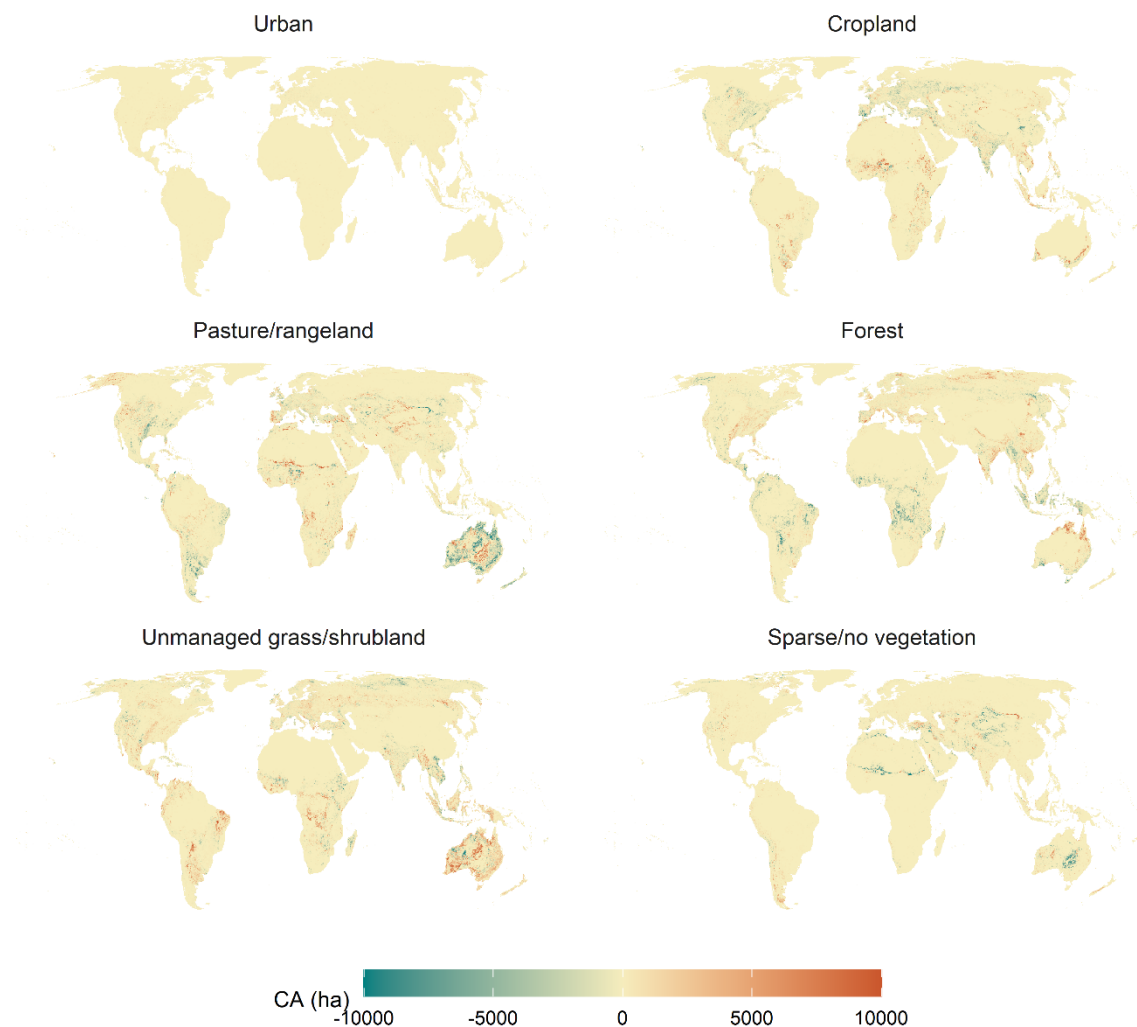 Urban
Cropland
Pasture/rangeland
Forest
Unmanaged grass/shrubland
Sparse/no vegetation
CA (ha)
-10000 -5000 0 5000 10000